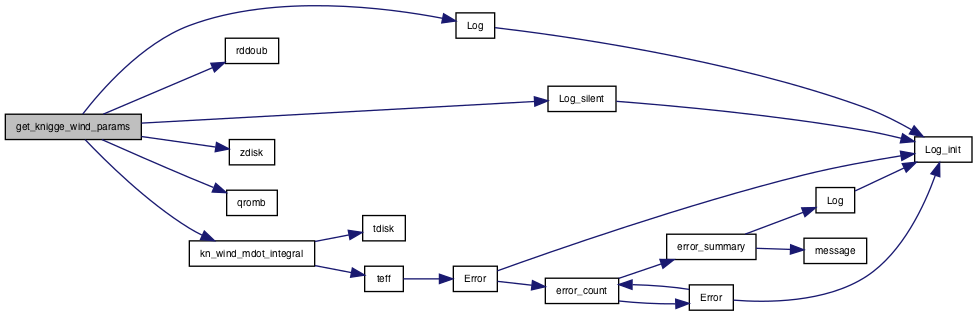 get_knigge_wind_params
Log
rddoub
Log_silent
zdisk
qromb
kn_wind_mdot_integral
tdisk
teff
Error
error_count
error_summary
Log
message
Error
Log_init